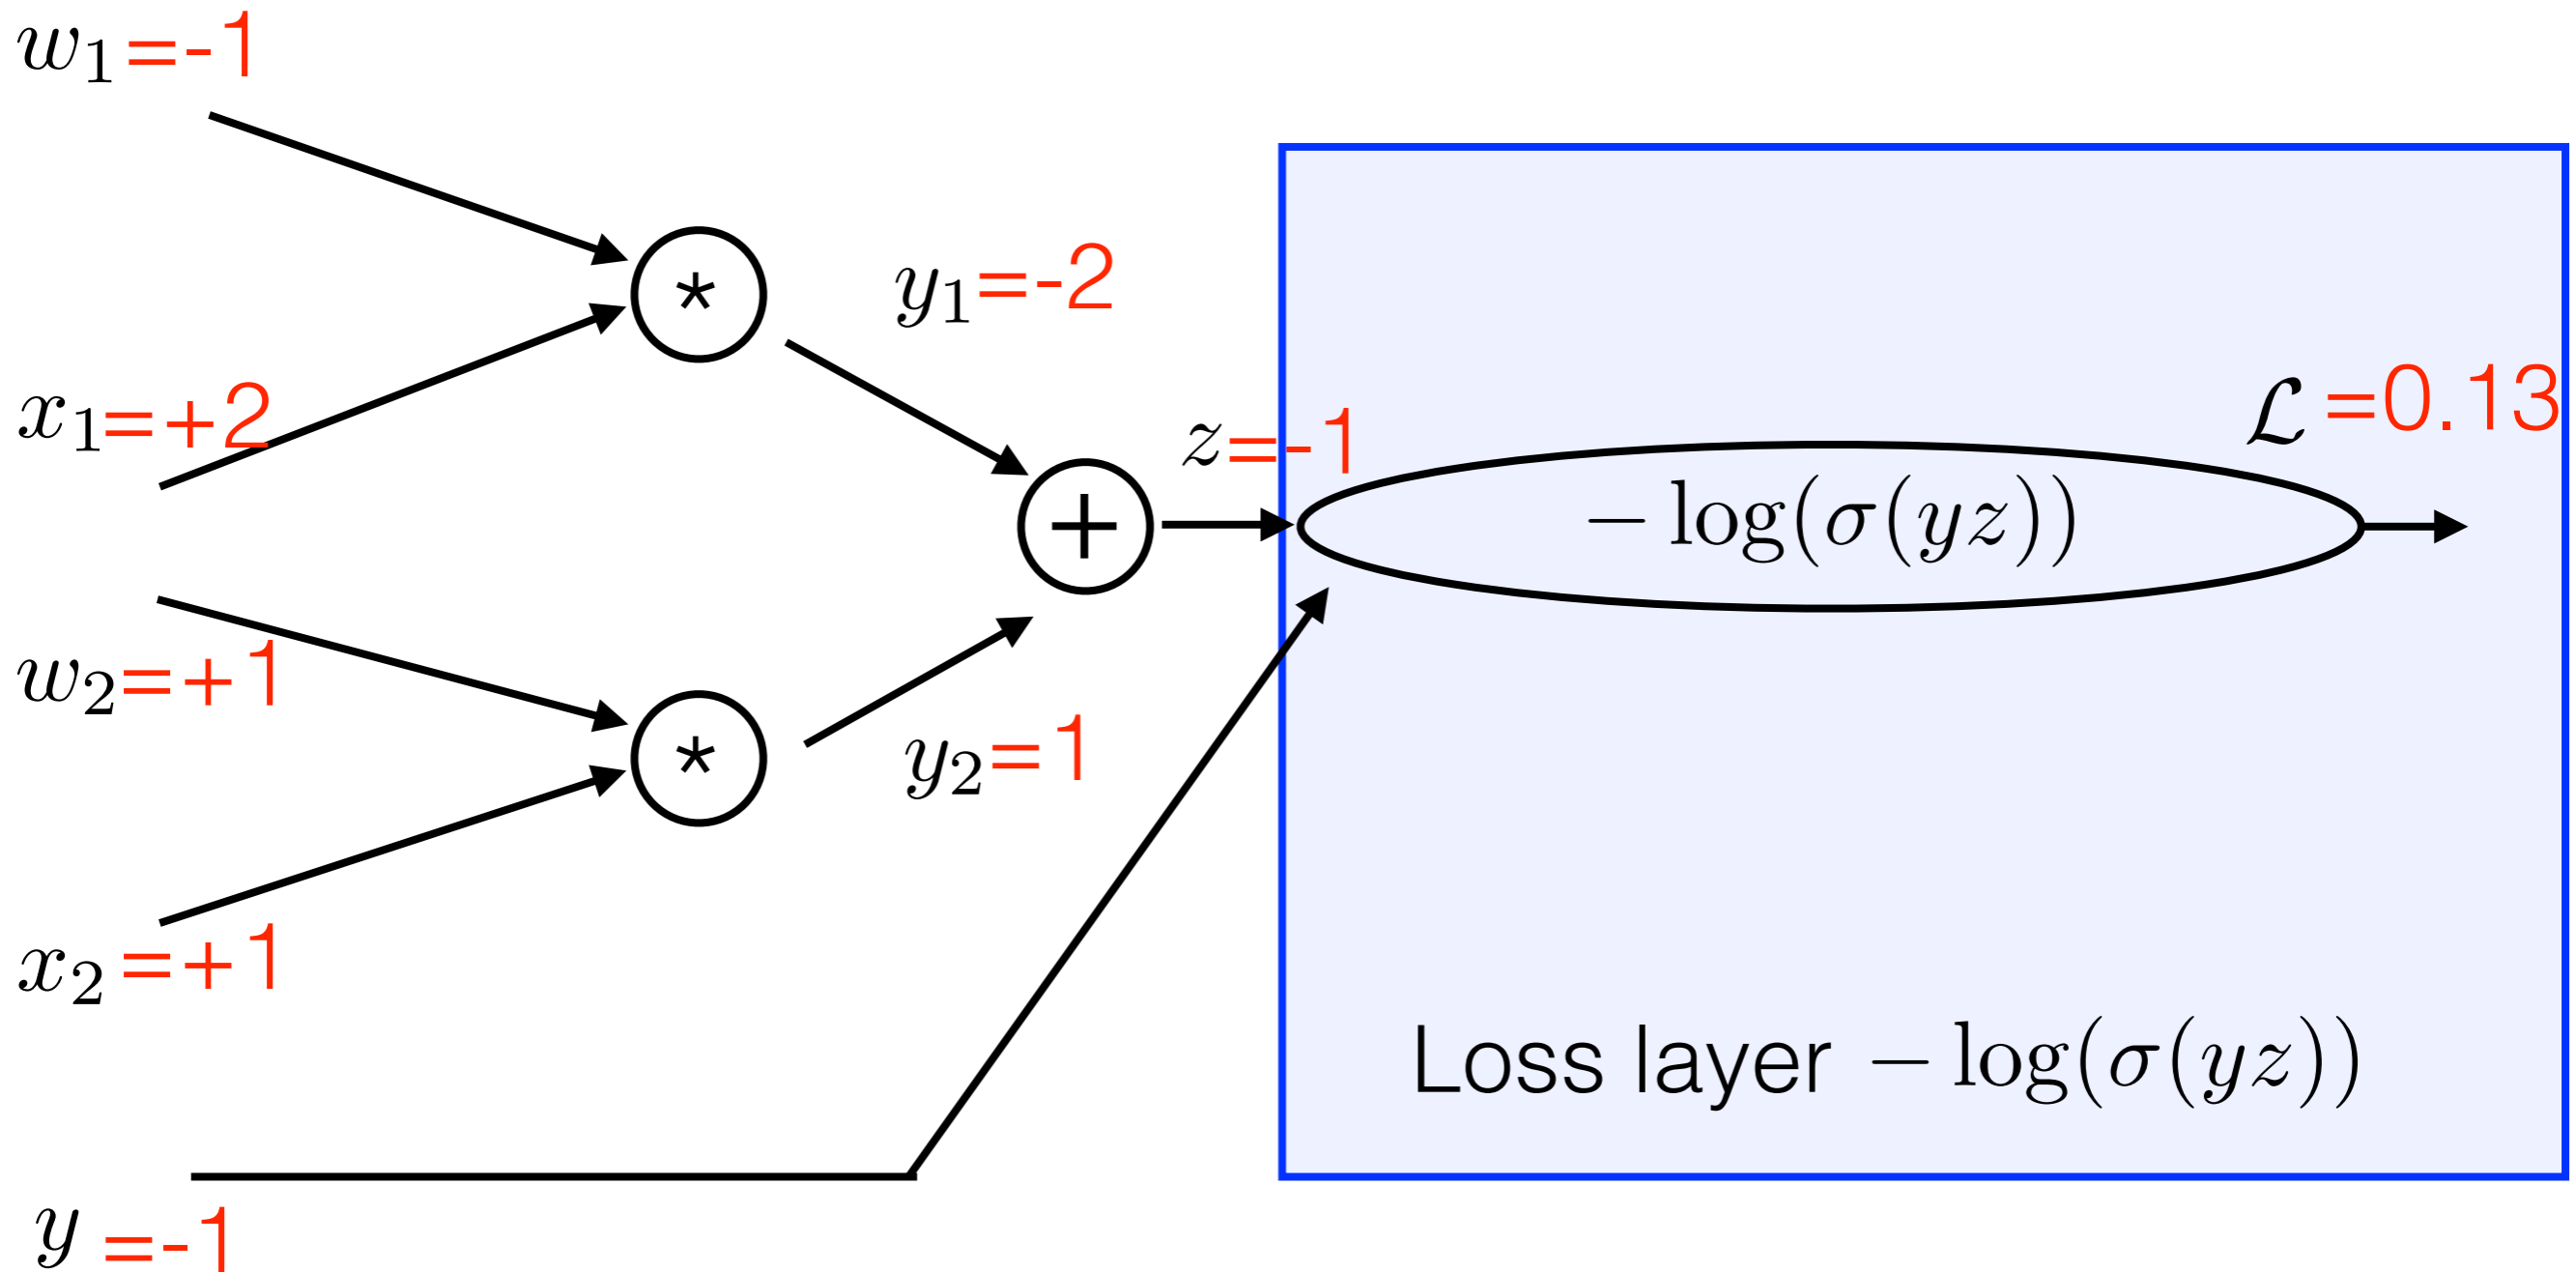 w₁=-1
y₁=-2
x₁=+2
*
z=-1
ℒ=0.13
+
− log(σ(yz))
w₂=+1
*
y₂=1
x₂=+1
Loss layer − log(σ(yz))
y=-1